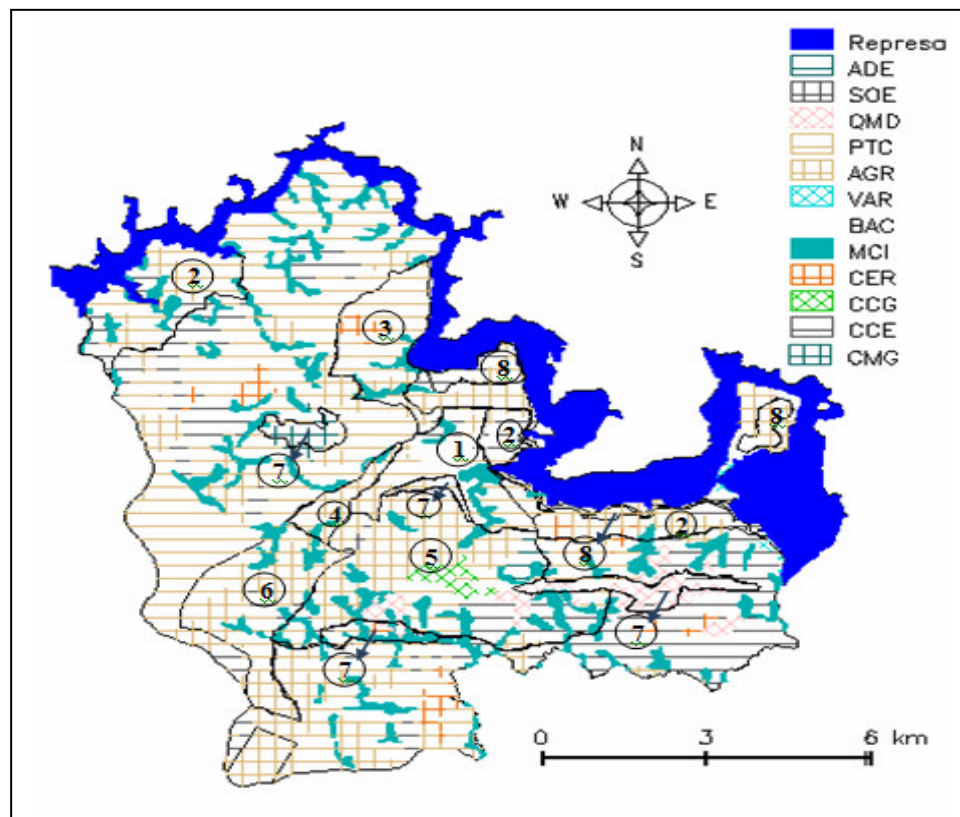 Represa
ADE
SOE
QMD
PTC
AGR
VAR
BAC
MCI
CER
CCG
CCE
CMG
N
W E
S
2
3
8
8
2
1
7
7
4
2
5
8
6
7
7
0 3 6 km